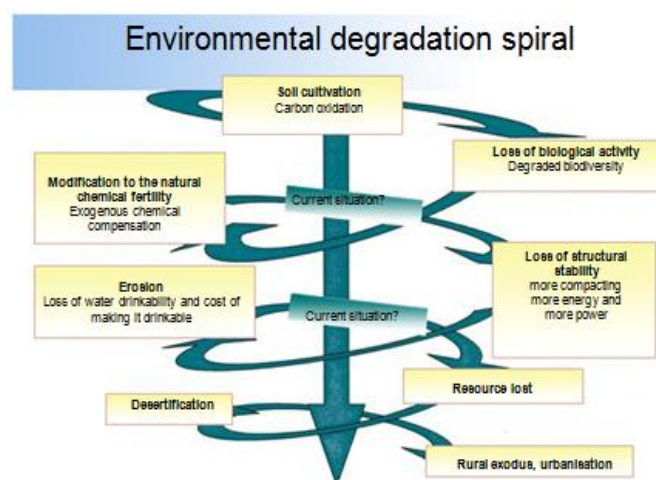 Environmental degradation spiral
Soil cultivation
Carbon oxidation
Loss of biological activity
Degraded biodiversity
Modification to the natural
chemical fertility
Exogenous chemical
compensation
Current situation?
Loss of structural
stability
more compacting
more energy and
more power
Erosion
Loss of water drinkability and cost of
making it drinkable
Current situation?
Resource lost
Desertification
Rural exodus, urbanisation